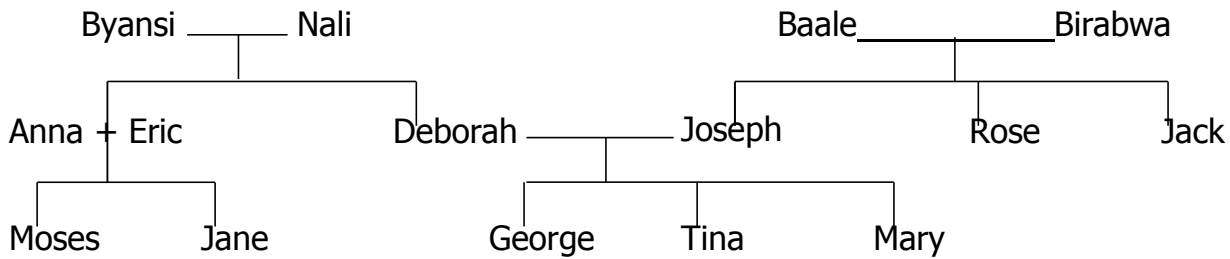 Byansi Nali Baale Birabwa
Anna + Eric Deborah Joseph Rose Jack
Moses Jane George Tina Mary